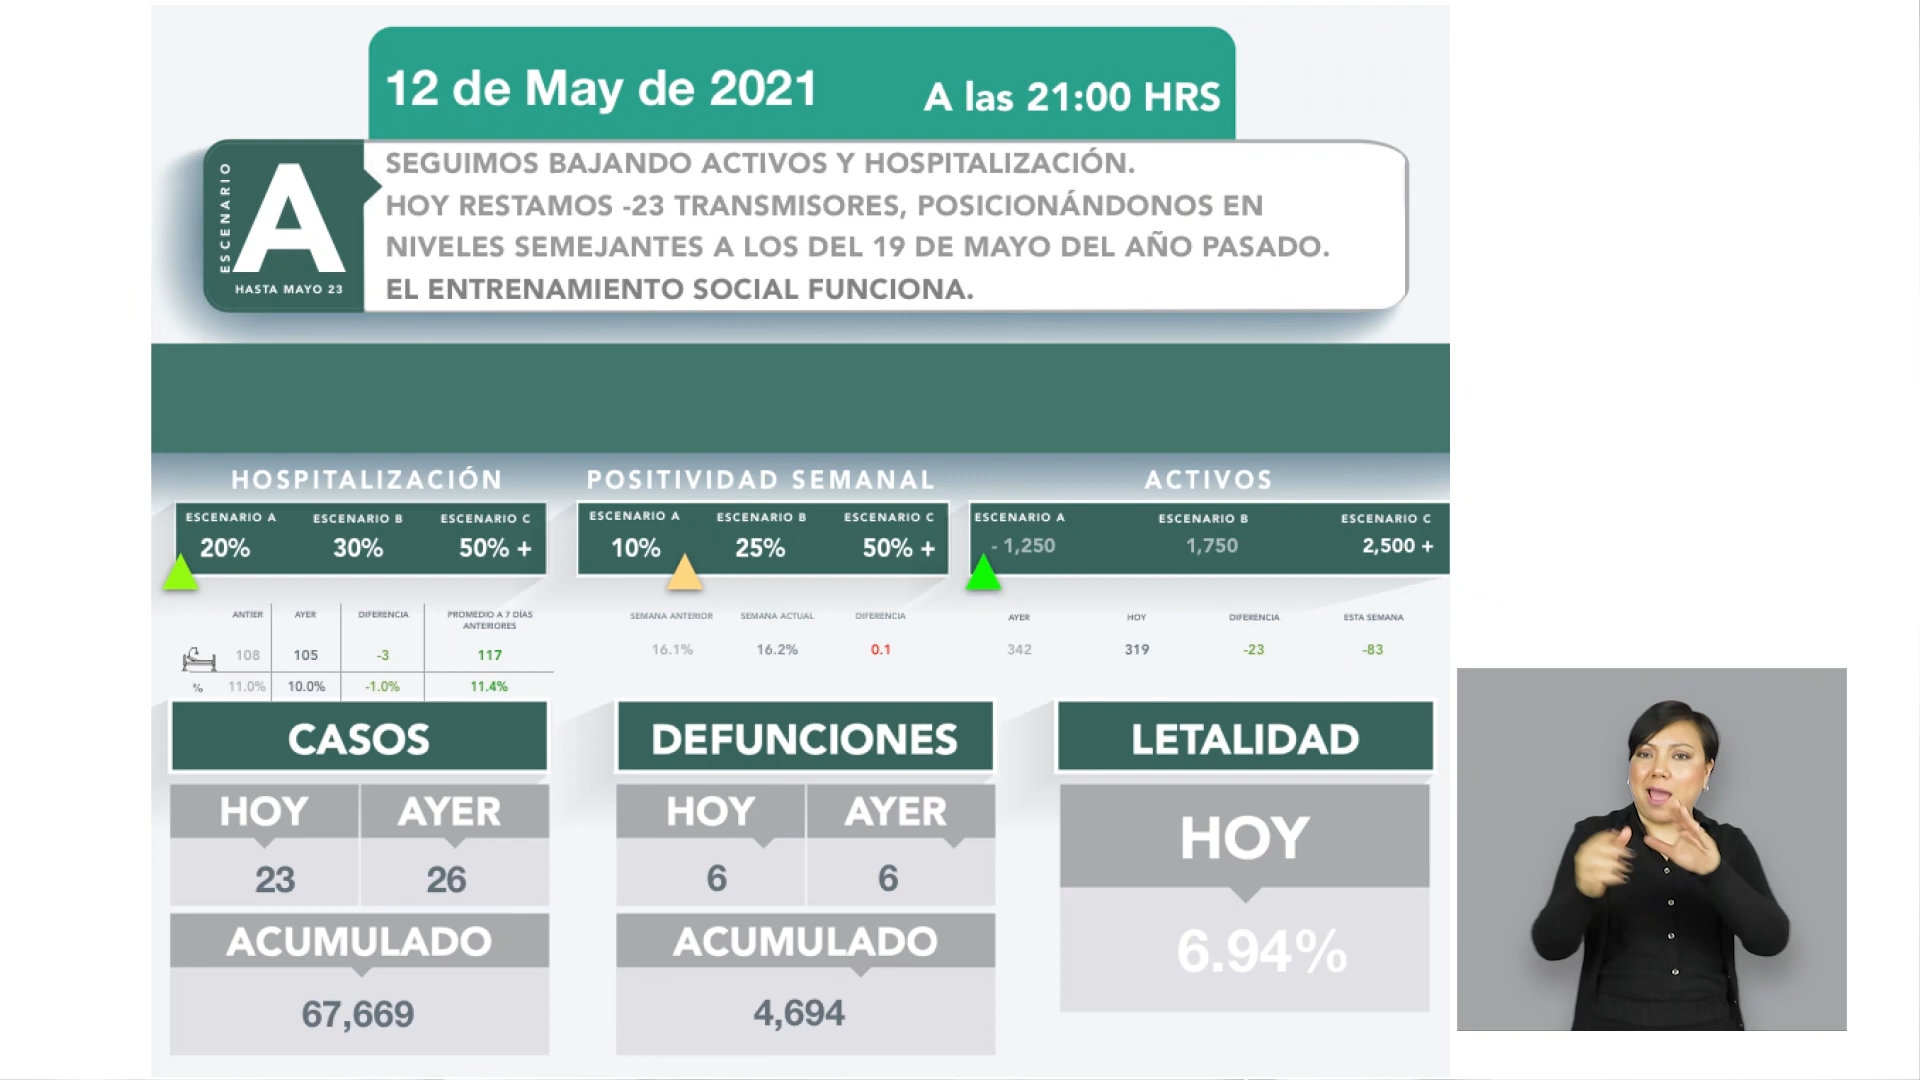 12 de May de 2021
A las 21:00 HRS
ESCENARIO
A
HASTA MAYO 23
SEGUIMOS BAJANDO ACTIVOS Y HOSPITALIZACIÓN.
HOY RESTAMOS -23 TRANSMISORES, POSICIONÁNDONOS EN
NIVELES SEMEJANTES A LOS DEL 19 DE MAYO DEL AÑO PASADO.
EL ENTRENAMIENTO SOCIAL FUNCIONA.
HOSPITALIZACIÓN
ESCENARIO A ESCENARIO B ESCENARIO C
20% 30% 50% +
ANTIER AYER DIFERENCIA PROMEDIO A 7 DÍAS
ANTERIORES
108 105 -3 117
% 11.0% 10.0% -1.0% 11.4%
POSITIVIDAD SEMANAL
ESCENARIO A ESCENARIO B ESCENARIO C
10% 25% 50% +
SEMANA ANTERIOR SEMANA ACTUAL DIFERENCIA
16.1% 16.2% 0.1
ACTIVOS
ESCENARIO A ESCENARIO B ESCENARIO C
- 1,250 1,750 2,500 +
AYER HOY DIFERENCIA ESTA SEMANA
342 319 -23 -83
CASOS
HOY AYER
23 26
ACUMULADO
67,669
DEFUNCIONES
HOY AYER
6 6
ACUMULADO
4,694
LETALIDAD
HOY
6.94%